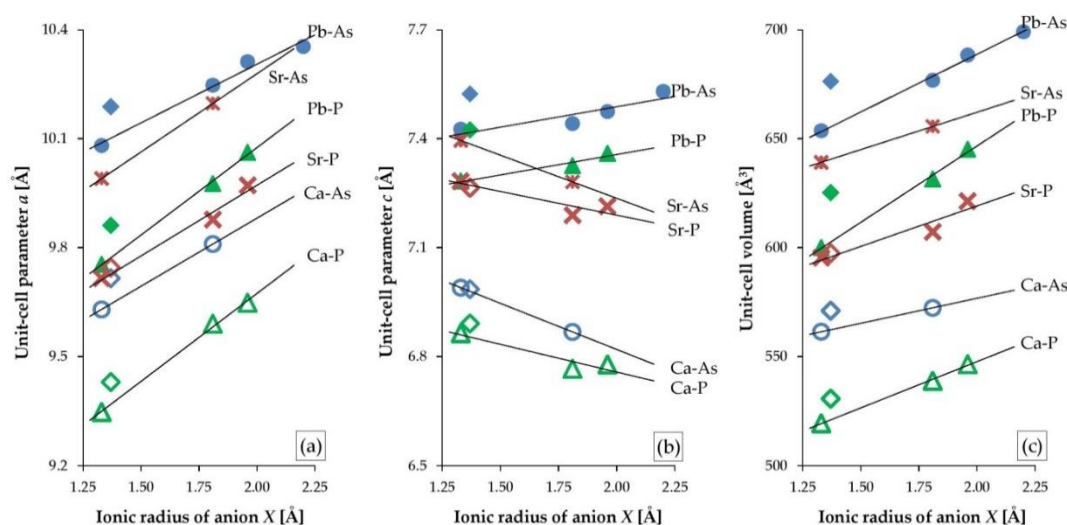 10.4
10.1
9.8
9.5
9.2
Unit-cell parameter a [Å]
Pb-As
Sr-As
Pb-P
Sr-P
Ca-As
Ca-P
(a)
1.25 1.50 1.75 2.00 2.25
Ionic radius of anion X [Å]
7.7
7.4
7.1
6.8
6.5
Unit-cell parameter c [Å]
Pb-As
Pb-P
Sr-As
Sr-P
Ca-As
Ca-P
(b)
1.25 1.50 1.75 2.00 2.25
Ionic radius of anion X [Å]
700
650
600
550
500
Unit-cell volume [Å³]
Pb-As
Sr-As
Pb-P
Sr-P
Ca-As
Ca-P
(c)
1.25 1.50 1.75 2.00 2.25
Ionic radius of anion X [Å]